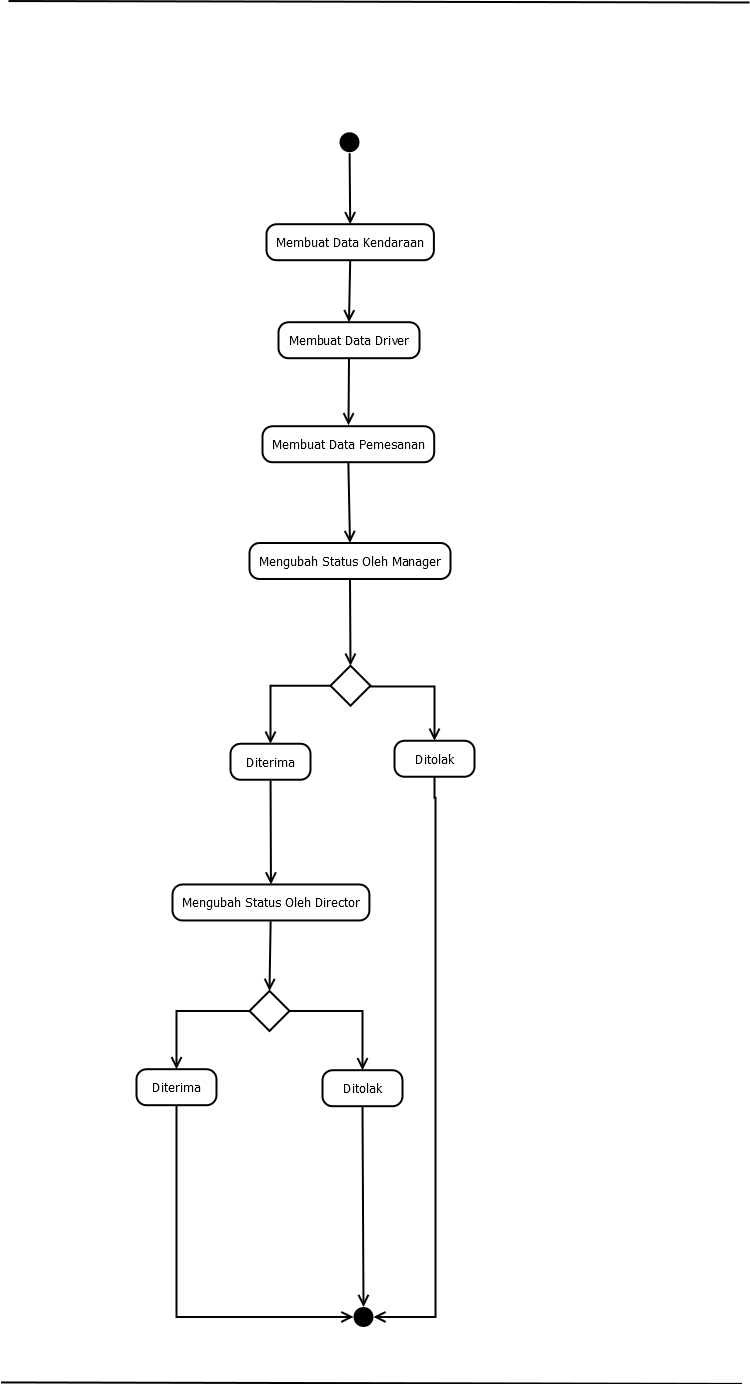 Membuat Data Kendaraan
Membuat Data Driver
Membuat Data Pemesanan
Mengubah Status Oleh Manager
Diterima
Ditolak
Mengubah Status Oleh Director
Diterima
Ditolak